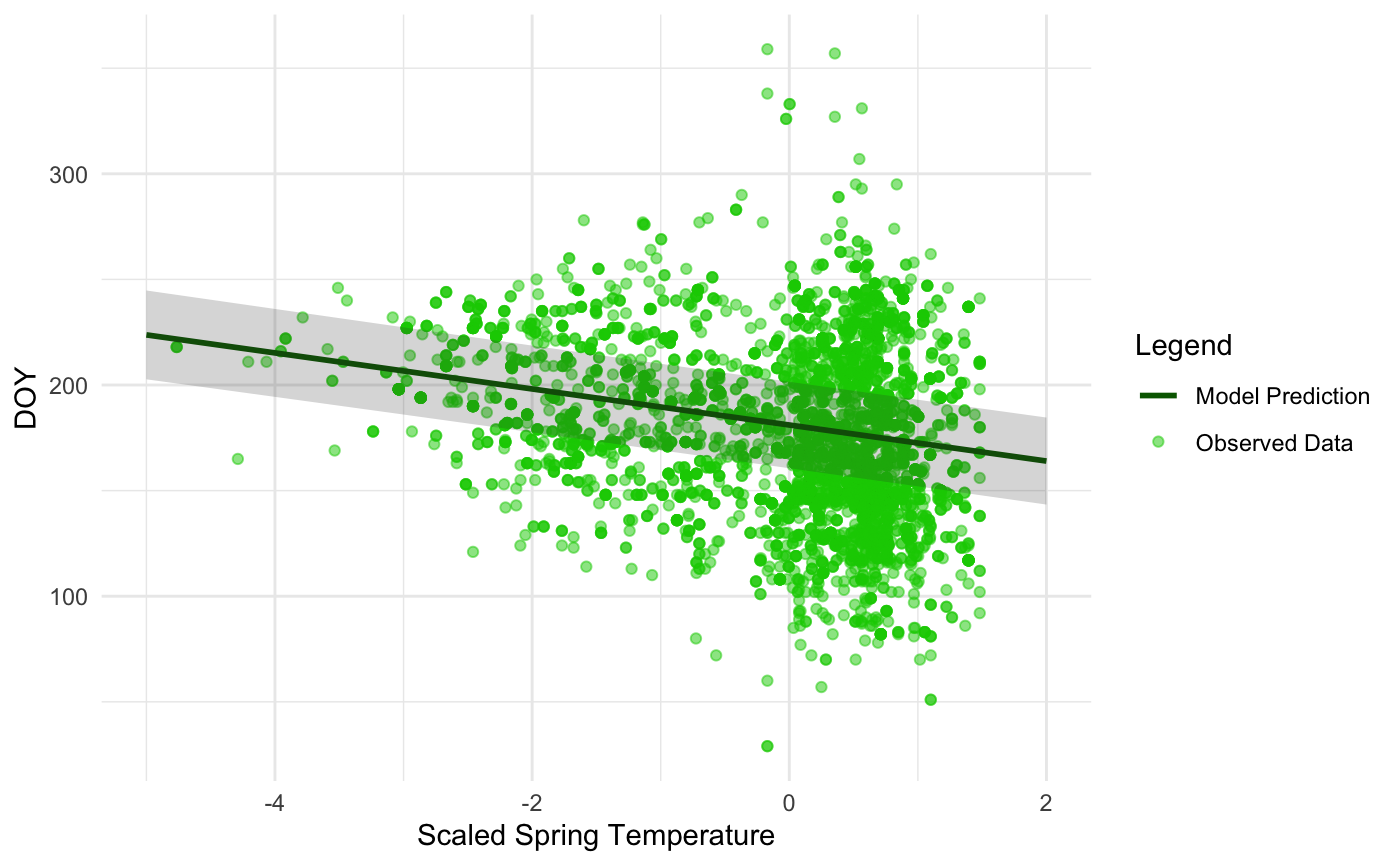 300
200
100
DOY
-4
-2
0
2
Scaled Spring Temperature
Legend
Model Prediction
Observed Data